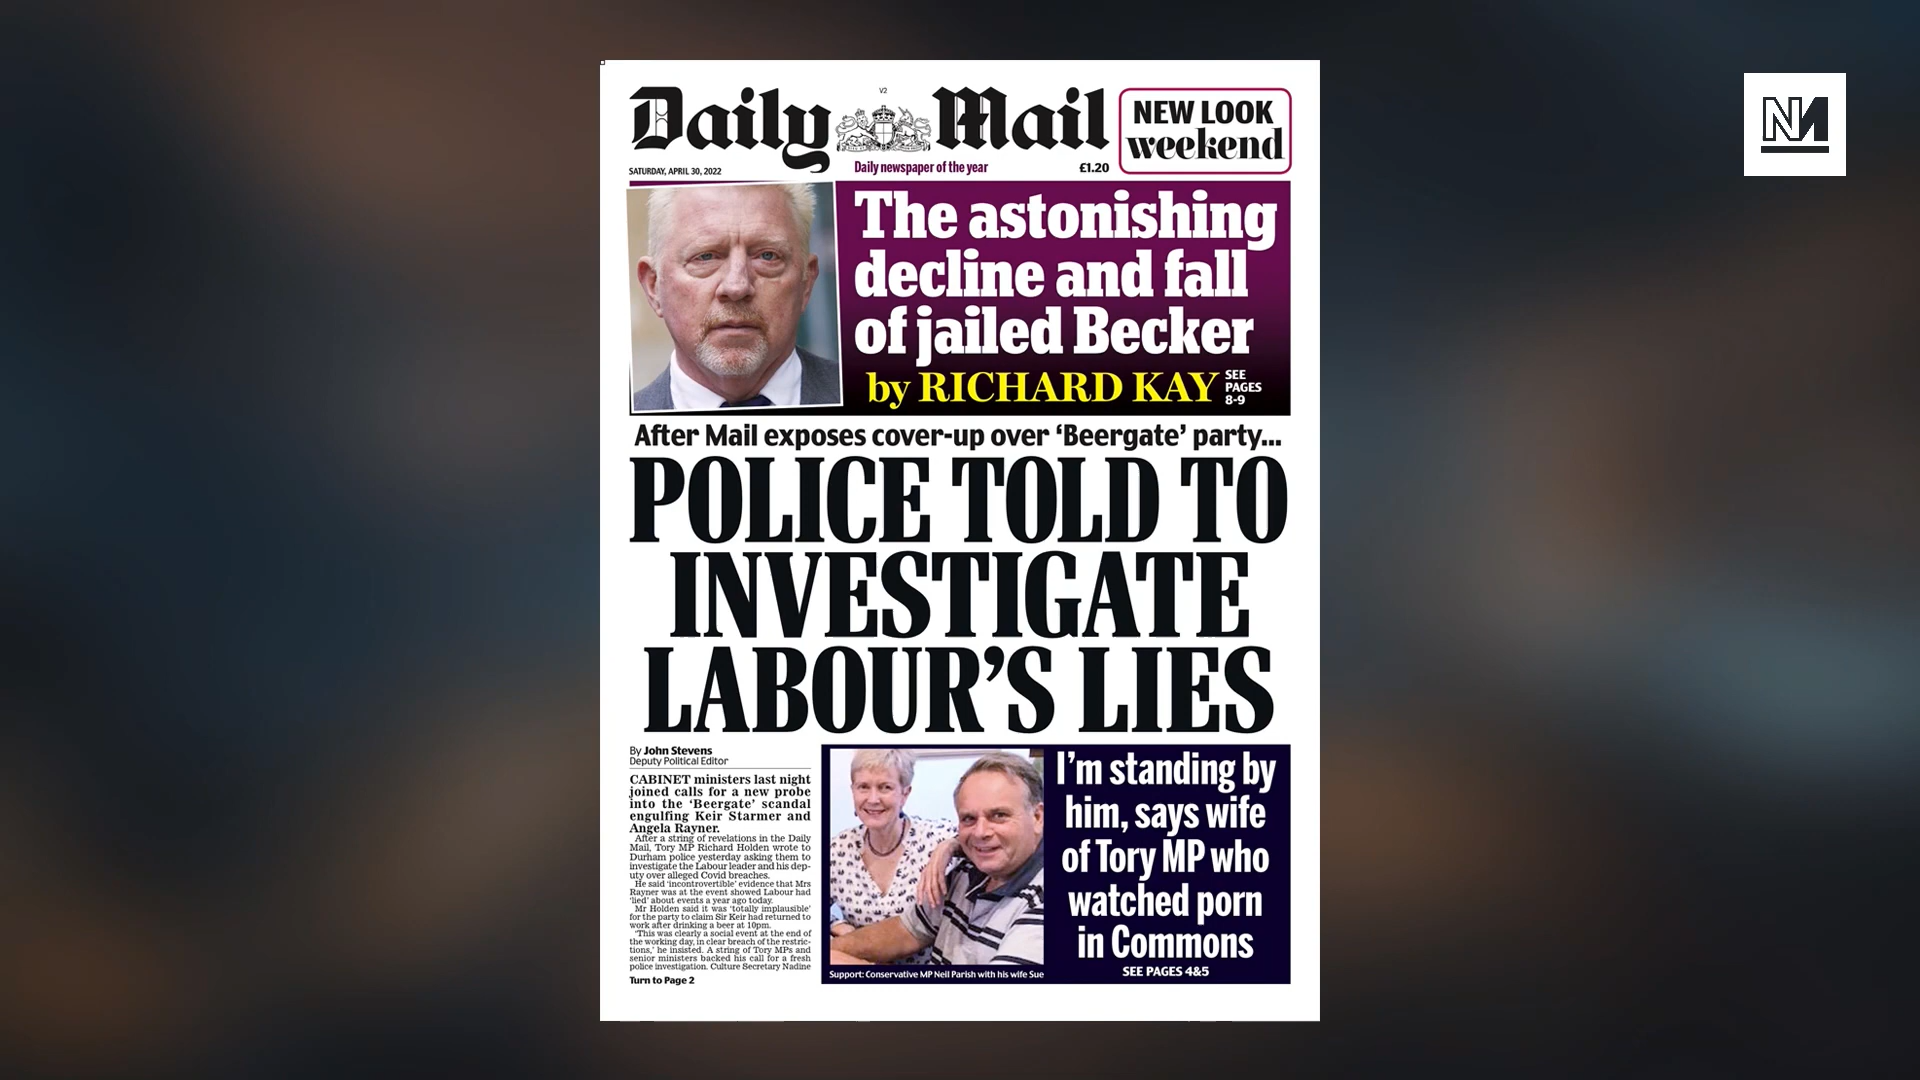 Daily Mail
V2
NEW LOOK
weekend
SATURDAY, APRIL 30, 2022
Daily newspaper of the year
£1.20
The astonishing
decline and fall
of jailed Becker
by RICHARD KAY
SEE
PAGES
8-9
After Mail exposes cover-up over ‘Beergate’ party...
POLICE TOLD TO
INVESTIGATE
LABOUR’S LIES
By John Stevens
Deputy Political Editor
CABINET ministers last night
joined calls for a new probe
into the ‘Beergate’ scandal
engulfing Keir Starmer and
Angela Rayner.
After a string of revelations in the Daily
Mail, Tory MP Richard Holden wrote to
Durham police yesterday asking them to
investigate the Labour leader and his dep-
uty over alleged Covid breaches.
He said ‘incontrovertible’ evidence that Mrs
Rayner was at the event showed Labour had
‘lied’ about events a year ago today.
Mr Holden said it was ‘totally implausible’
for the party to claim Sir Keir had returned to
work after drinking a beer at 10pm.
‘This was clearly a social event at the end of
the working day, in clear breach of the restric-
tions,’ he insisted. A string of Tory MPs and
senior ministers backed his call for a fresh
police investigation. Culture Secretary Nadine
Turn to Page 2
I’m standing by
him, says wife
of Tory MP who
watched porn
in Commons
SEE PAGES 4&5
Support: Conservative MP Neil Parish with his wife Sue
NM